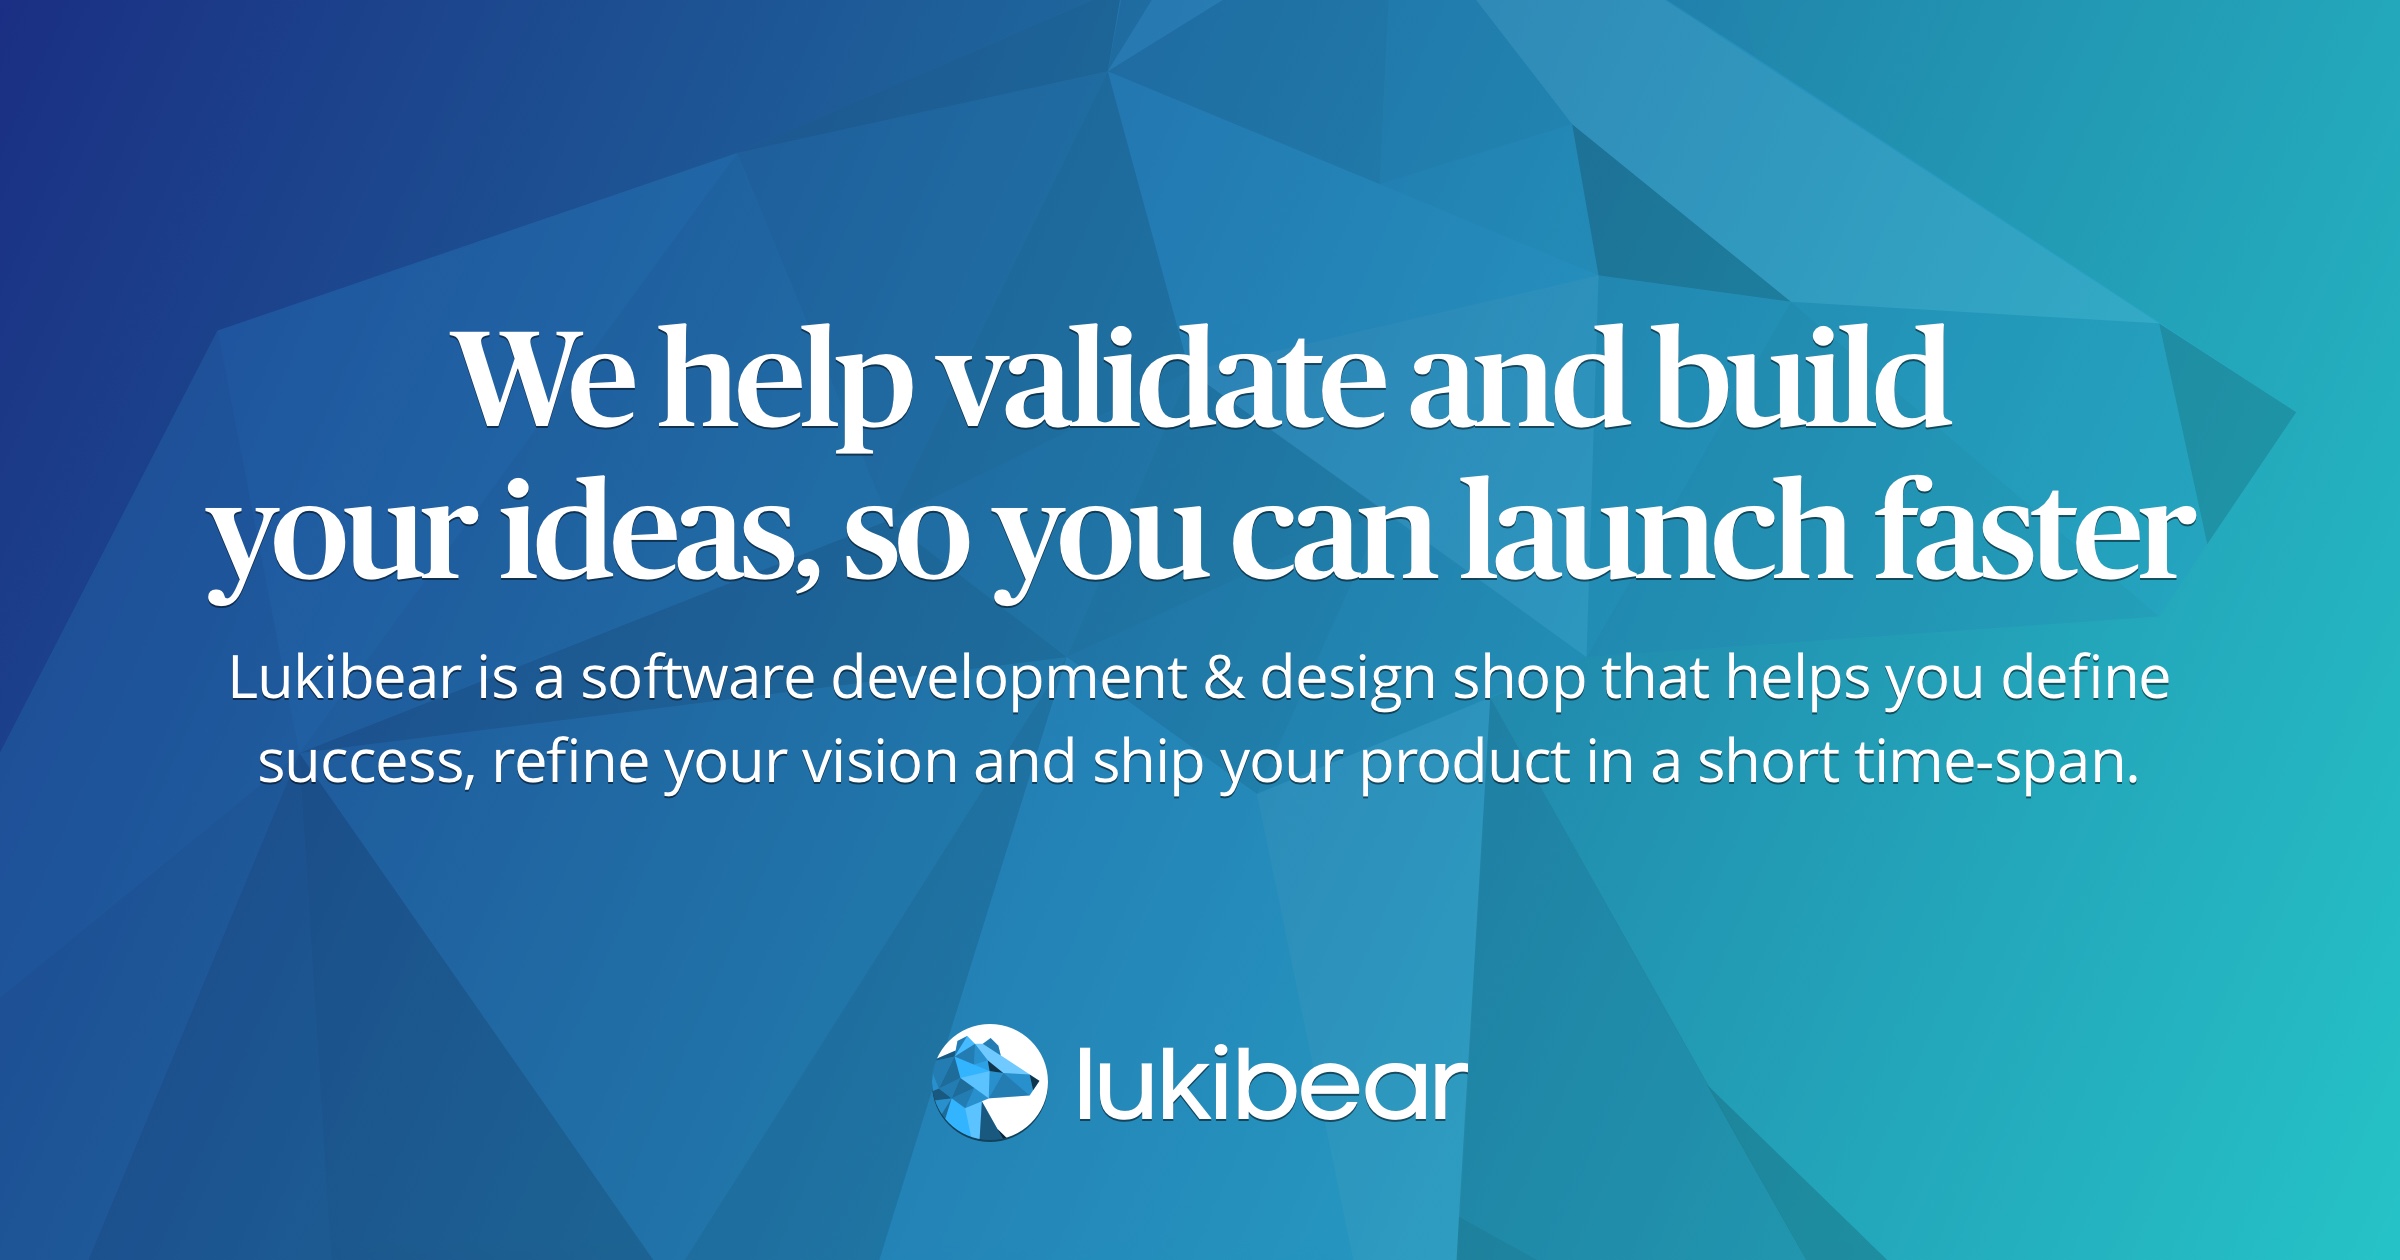 We help validate and build
your ideas, so you can launch faster
Lukibear is a software development & design shop that helps you define
success, refine your vision and ship your product in a short time-span.
lukibear